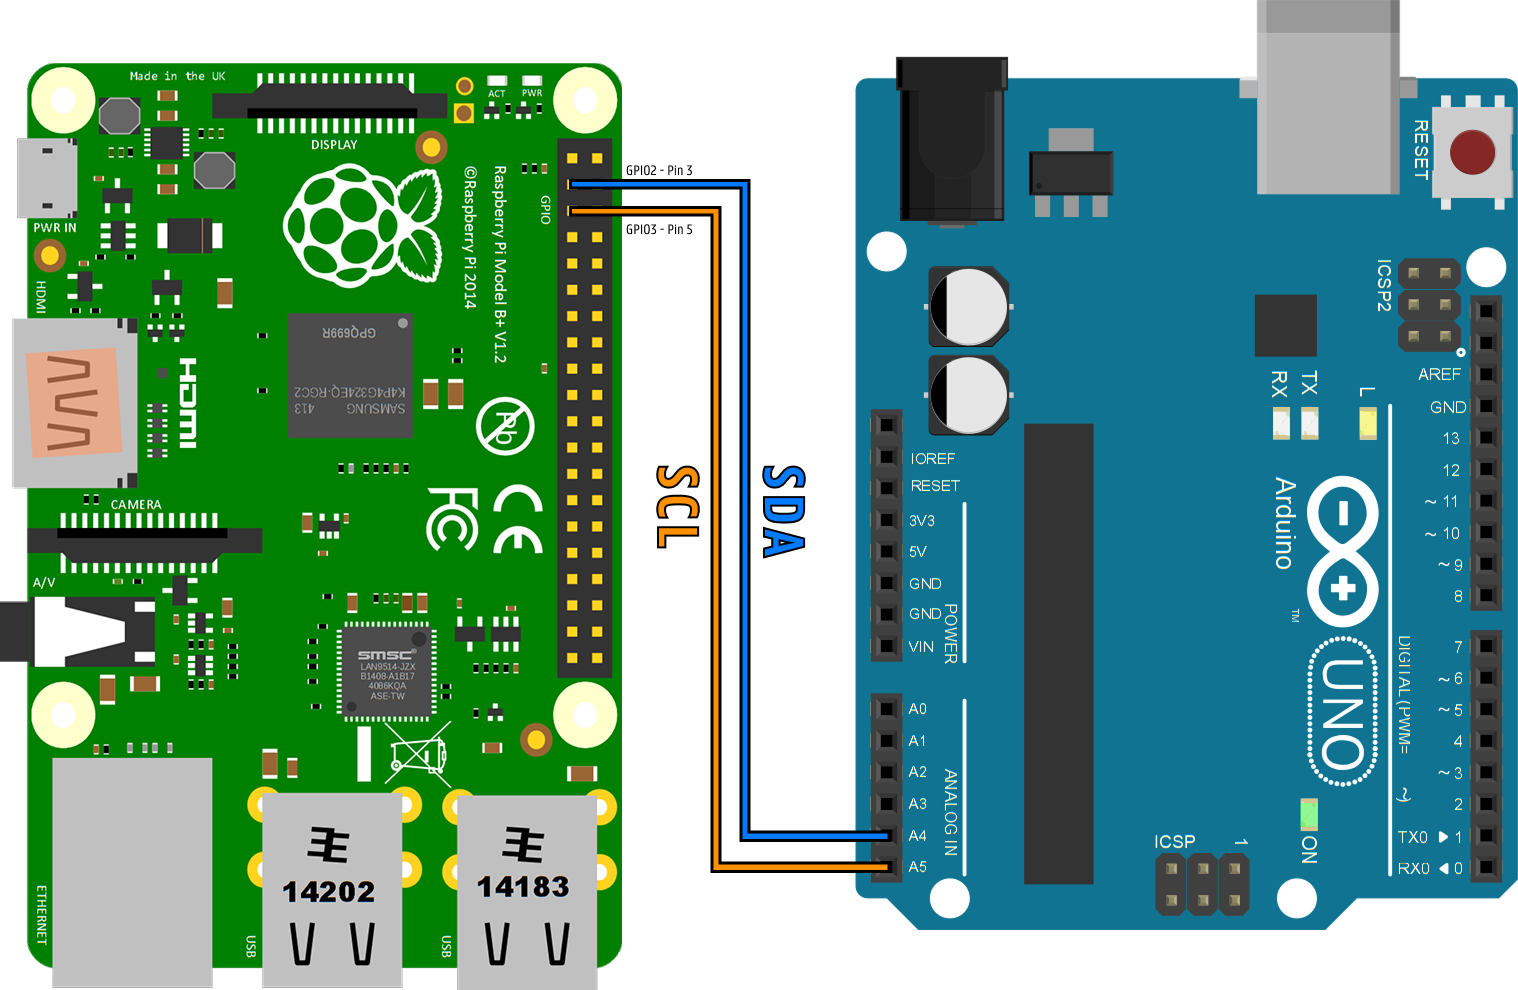 Made in the UK
ACT
PWR
DISPLAY
PWR IN
HDMI
GPIO
Raspberry Pi Model B+ V1.2
©Raspberry Pi 2014
GPQ699R
K4P4G324EQ-RGC2
SAMSUNG 413
HDMI
Pb
FC
CE
CAMERA
A/V
smsc
LAN9514-JZX
B1408-A1B17
4086KQA
ASE-TW
ETHERNET
14202
USB
14183
USB
GPIO2 - Pin 3
GPIO3 - Pin 5
SCL
SDA
RESET
ICSP2
AREF
GND
13
12
~ 11
~ 10
~ 9
8
7
~ 6
~ 5
4
~ 3
2
TX0 ▶ 1
RX0 ◀ 0
DIGITAL (PWM= ~)
RX
TX
L
Arduino
TM
UNO
ON
IOREF
RESET
3V3
5V
GND
GND
VIN
POWER
A0
A1
A2
A3
A4
A5
ANALOG IN
ICSP
1